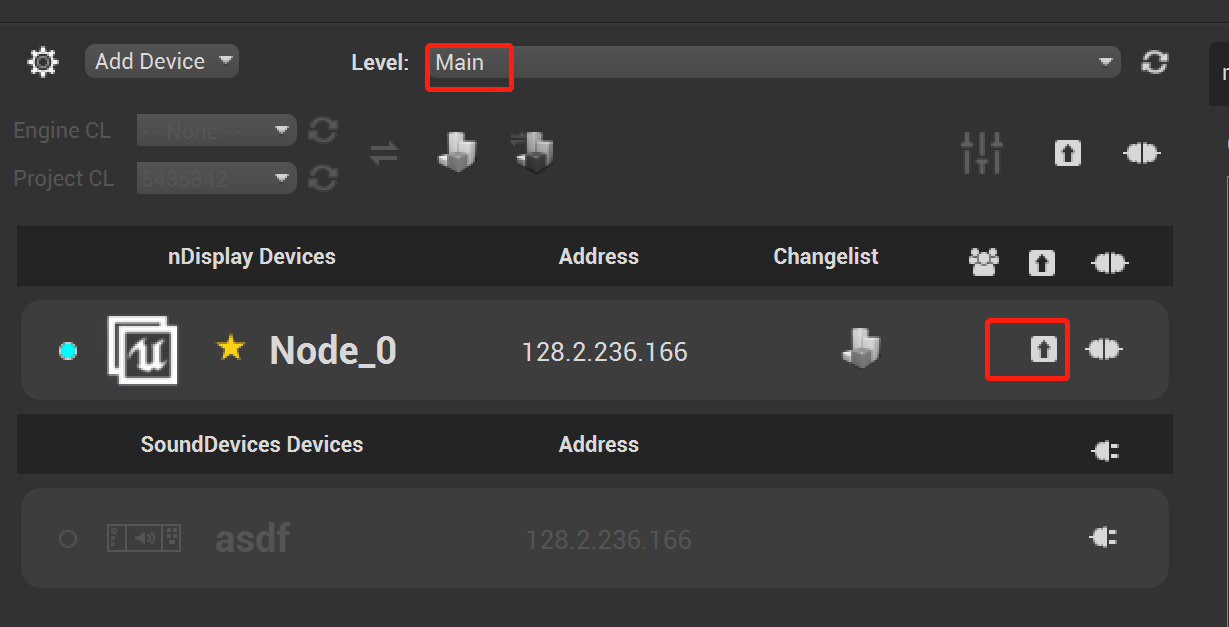 Add Device
Level:
Main
Engine CL
-- None --
Project CL
5435842
nDisplay Devices
Address
Changelist
Node_0
128.2.236.166
SoundDevices Devices
Address
asdf
128.2.236.166